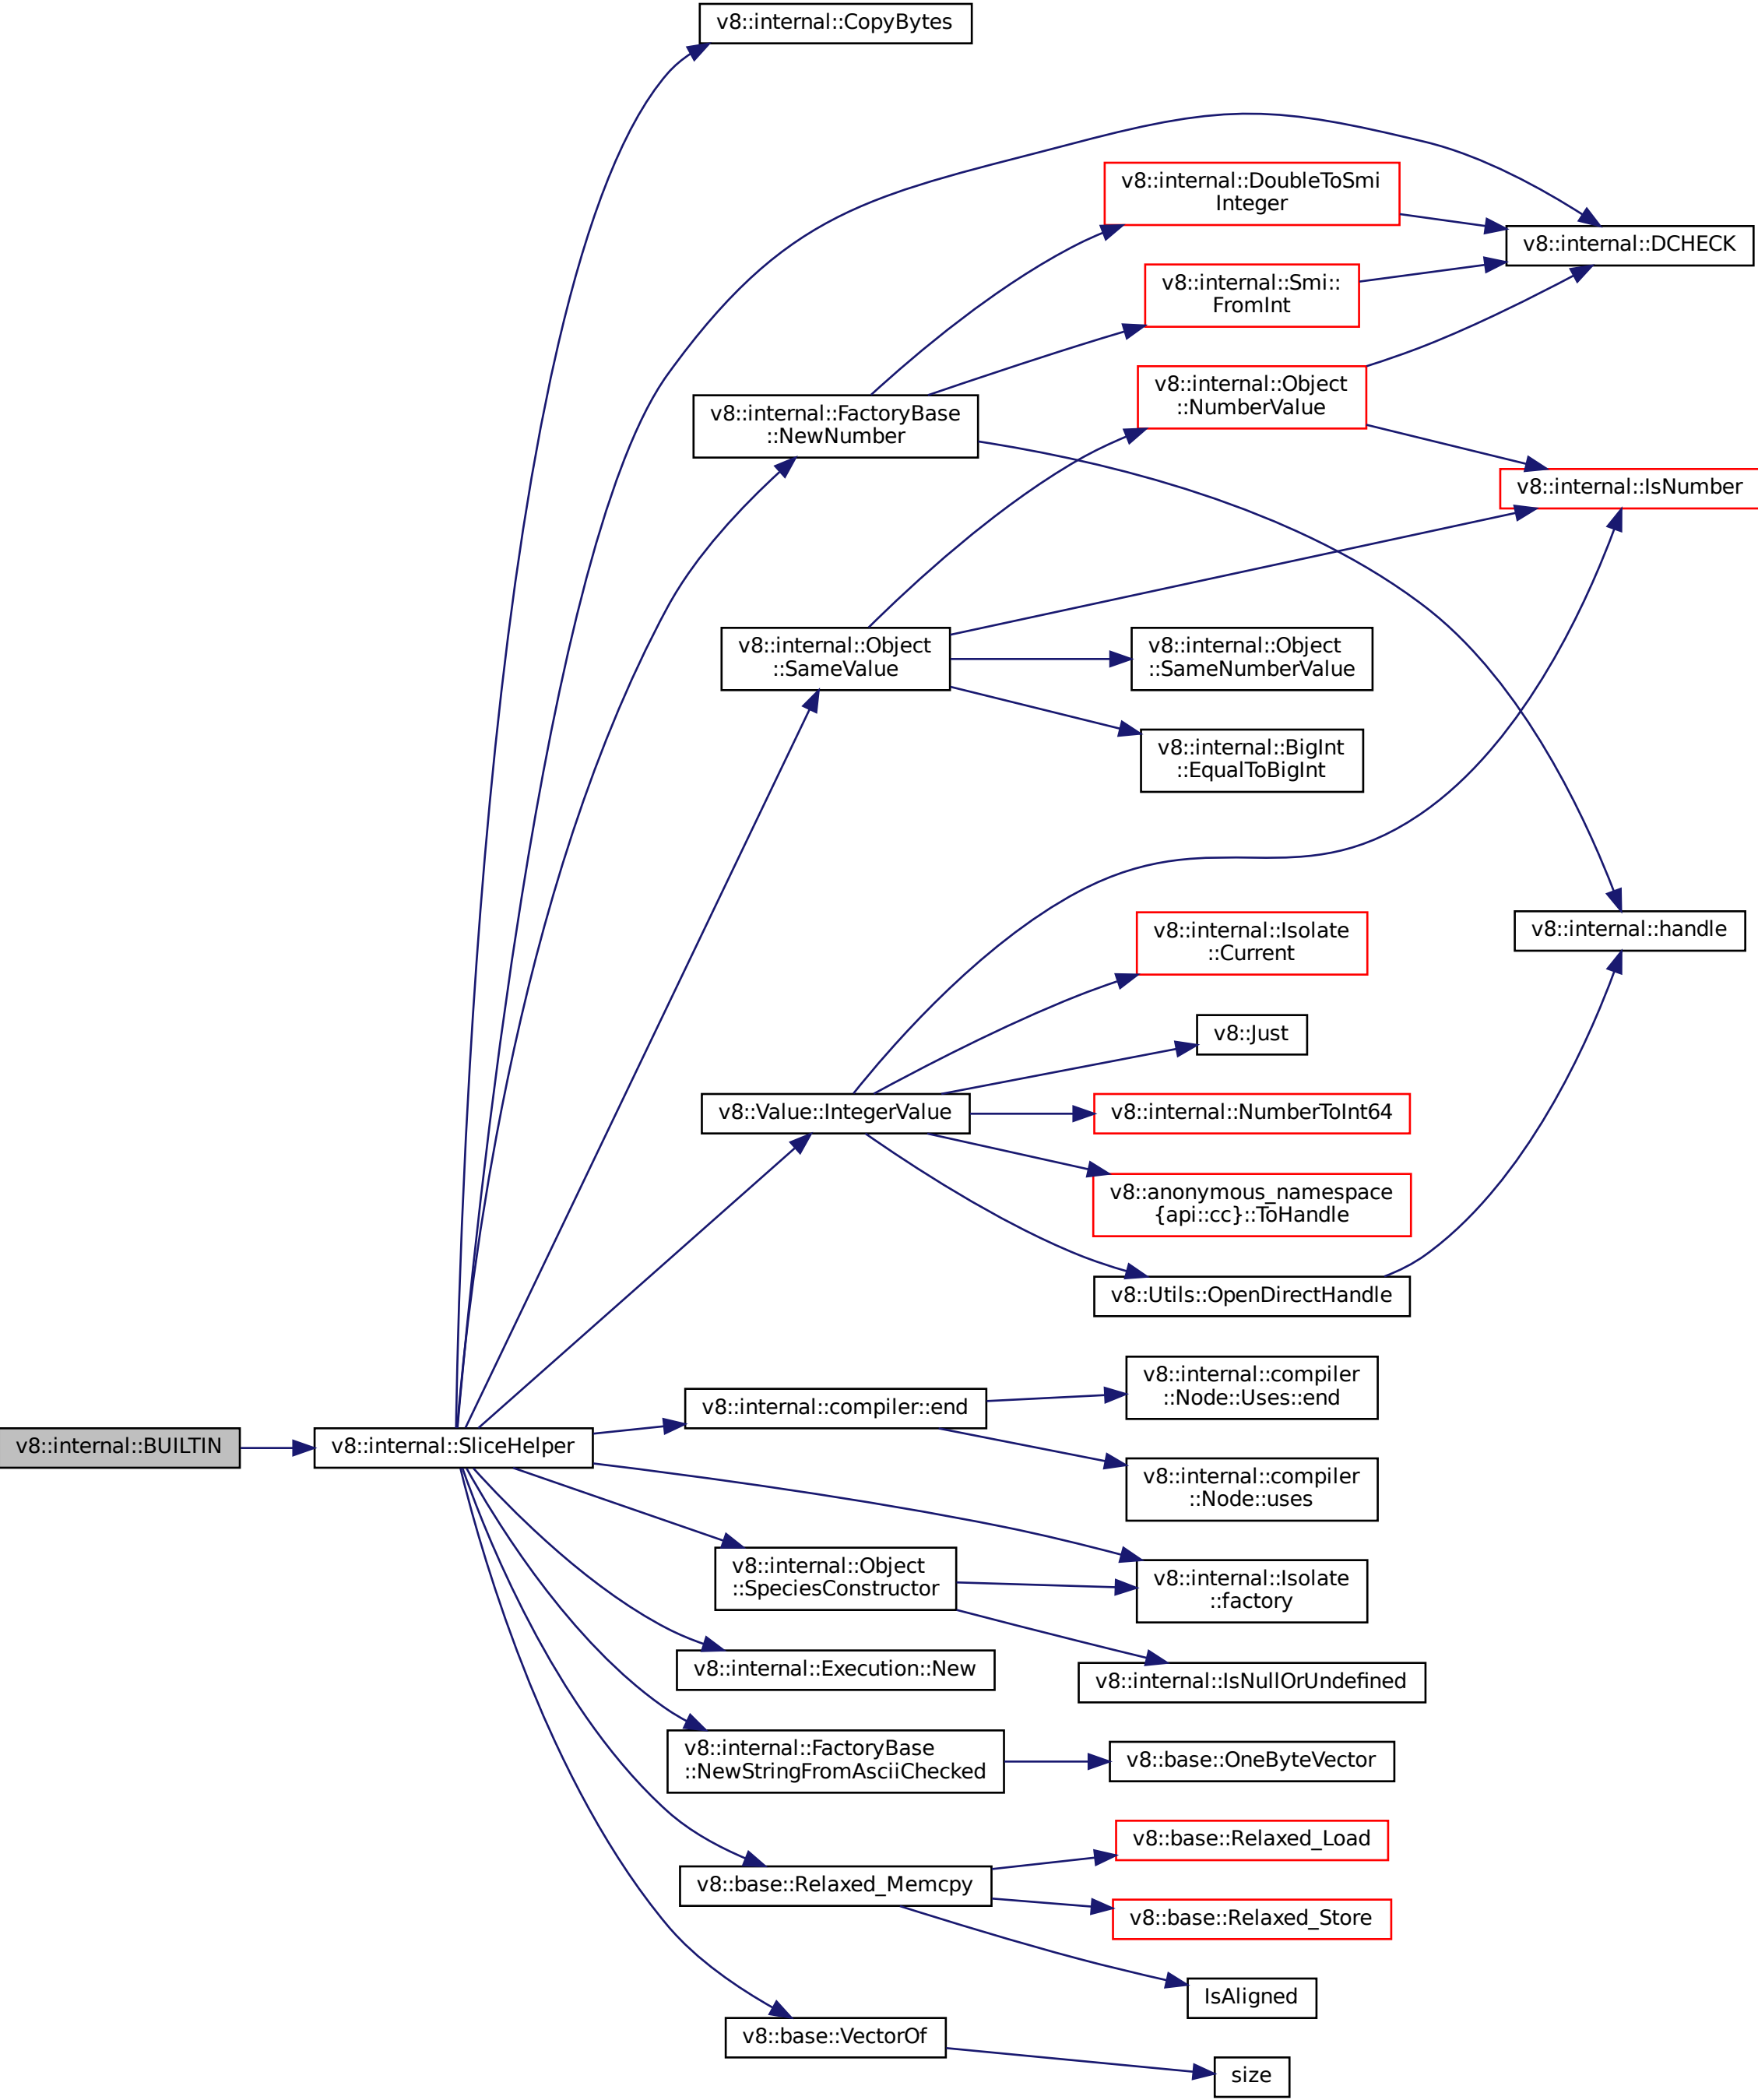 v8::internal::CopyBytes
v8::internal::DoubleToSmi
Integer
v8::internal::DCHECK
v8::internal::Smi::
FromInt
v8::internal::Object
::NumberValue
v8::internal::FactoryBase
::NewNumber
v8::internal::IsNumber
v8::internal::Object
::SameValue
v8::internal::Object
::SameNumberValue
v8::internal::BigInt
::EqualToBigInt
v8::internal::Isolate
::Current
v8::internal::handle
v8::Just
v8::Value::IntegerValue
v8::internal::NumberToInt64
v8::anonymous_namespace
{api::cc}::ToHandle
v8::Utils::OpenDirectHandle
v8::internal::compiler
::Node::Uses::end
v8::internal::compiler::end
v8::internal::BUILTIN
v8::internal::SliceHelper
v8::internal::compiler
::Node::uses
v8::internal::Object
::SpeciesConstructor
v8::internal::Isolate
::factory
v8::internal::Execution::New
v8::internal::IsNullOrUndefined
v8::internal::FactoryBase
::NewStringFromAsciiChecked
v8::base::OneByteVector
v8::base::Relaxed_Load
v8::base::Relaxed_Memcpy
v8::base::Relaxed_Store
IsAligned
v8::base::VectorOf
size